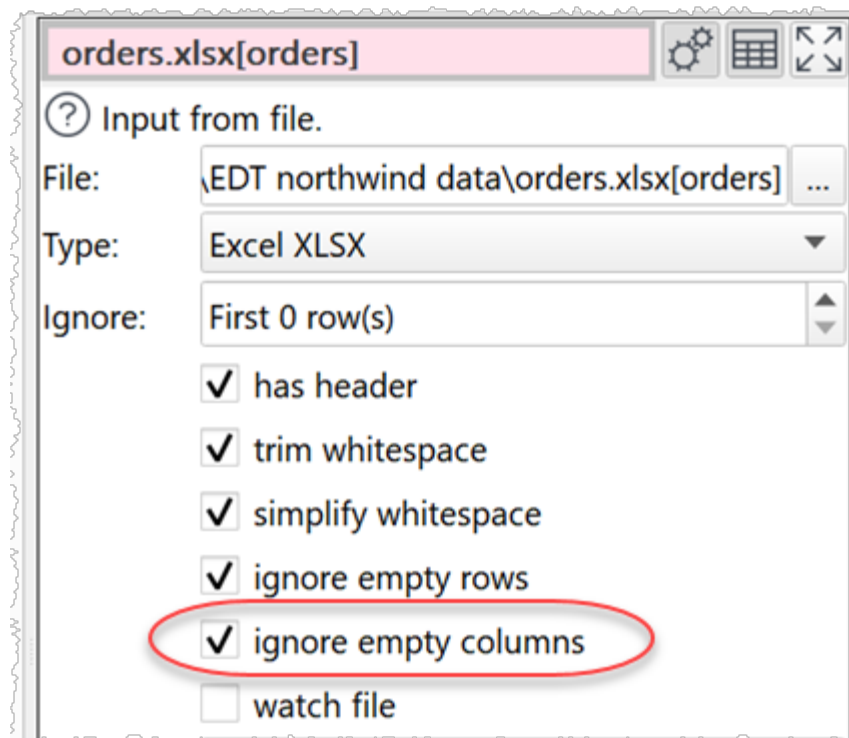 orders.xlsx[orders]
? Input from file.
File: \EDT northwind data\orders.xlsx[orders] ...
Type: Excel XLSX
Ignore: First 0 row(s)
has header
trim whitespace
simplify whitespace
ignore empty rows
ignore empty columns
watch file